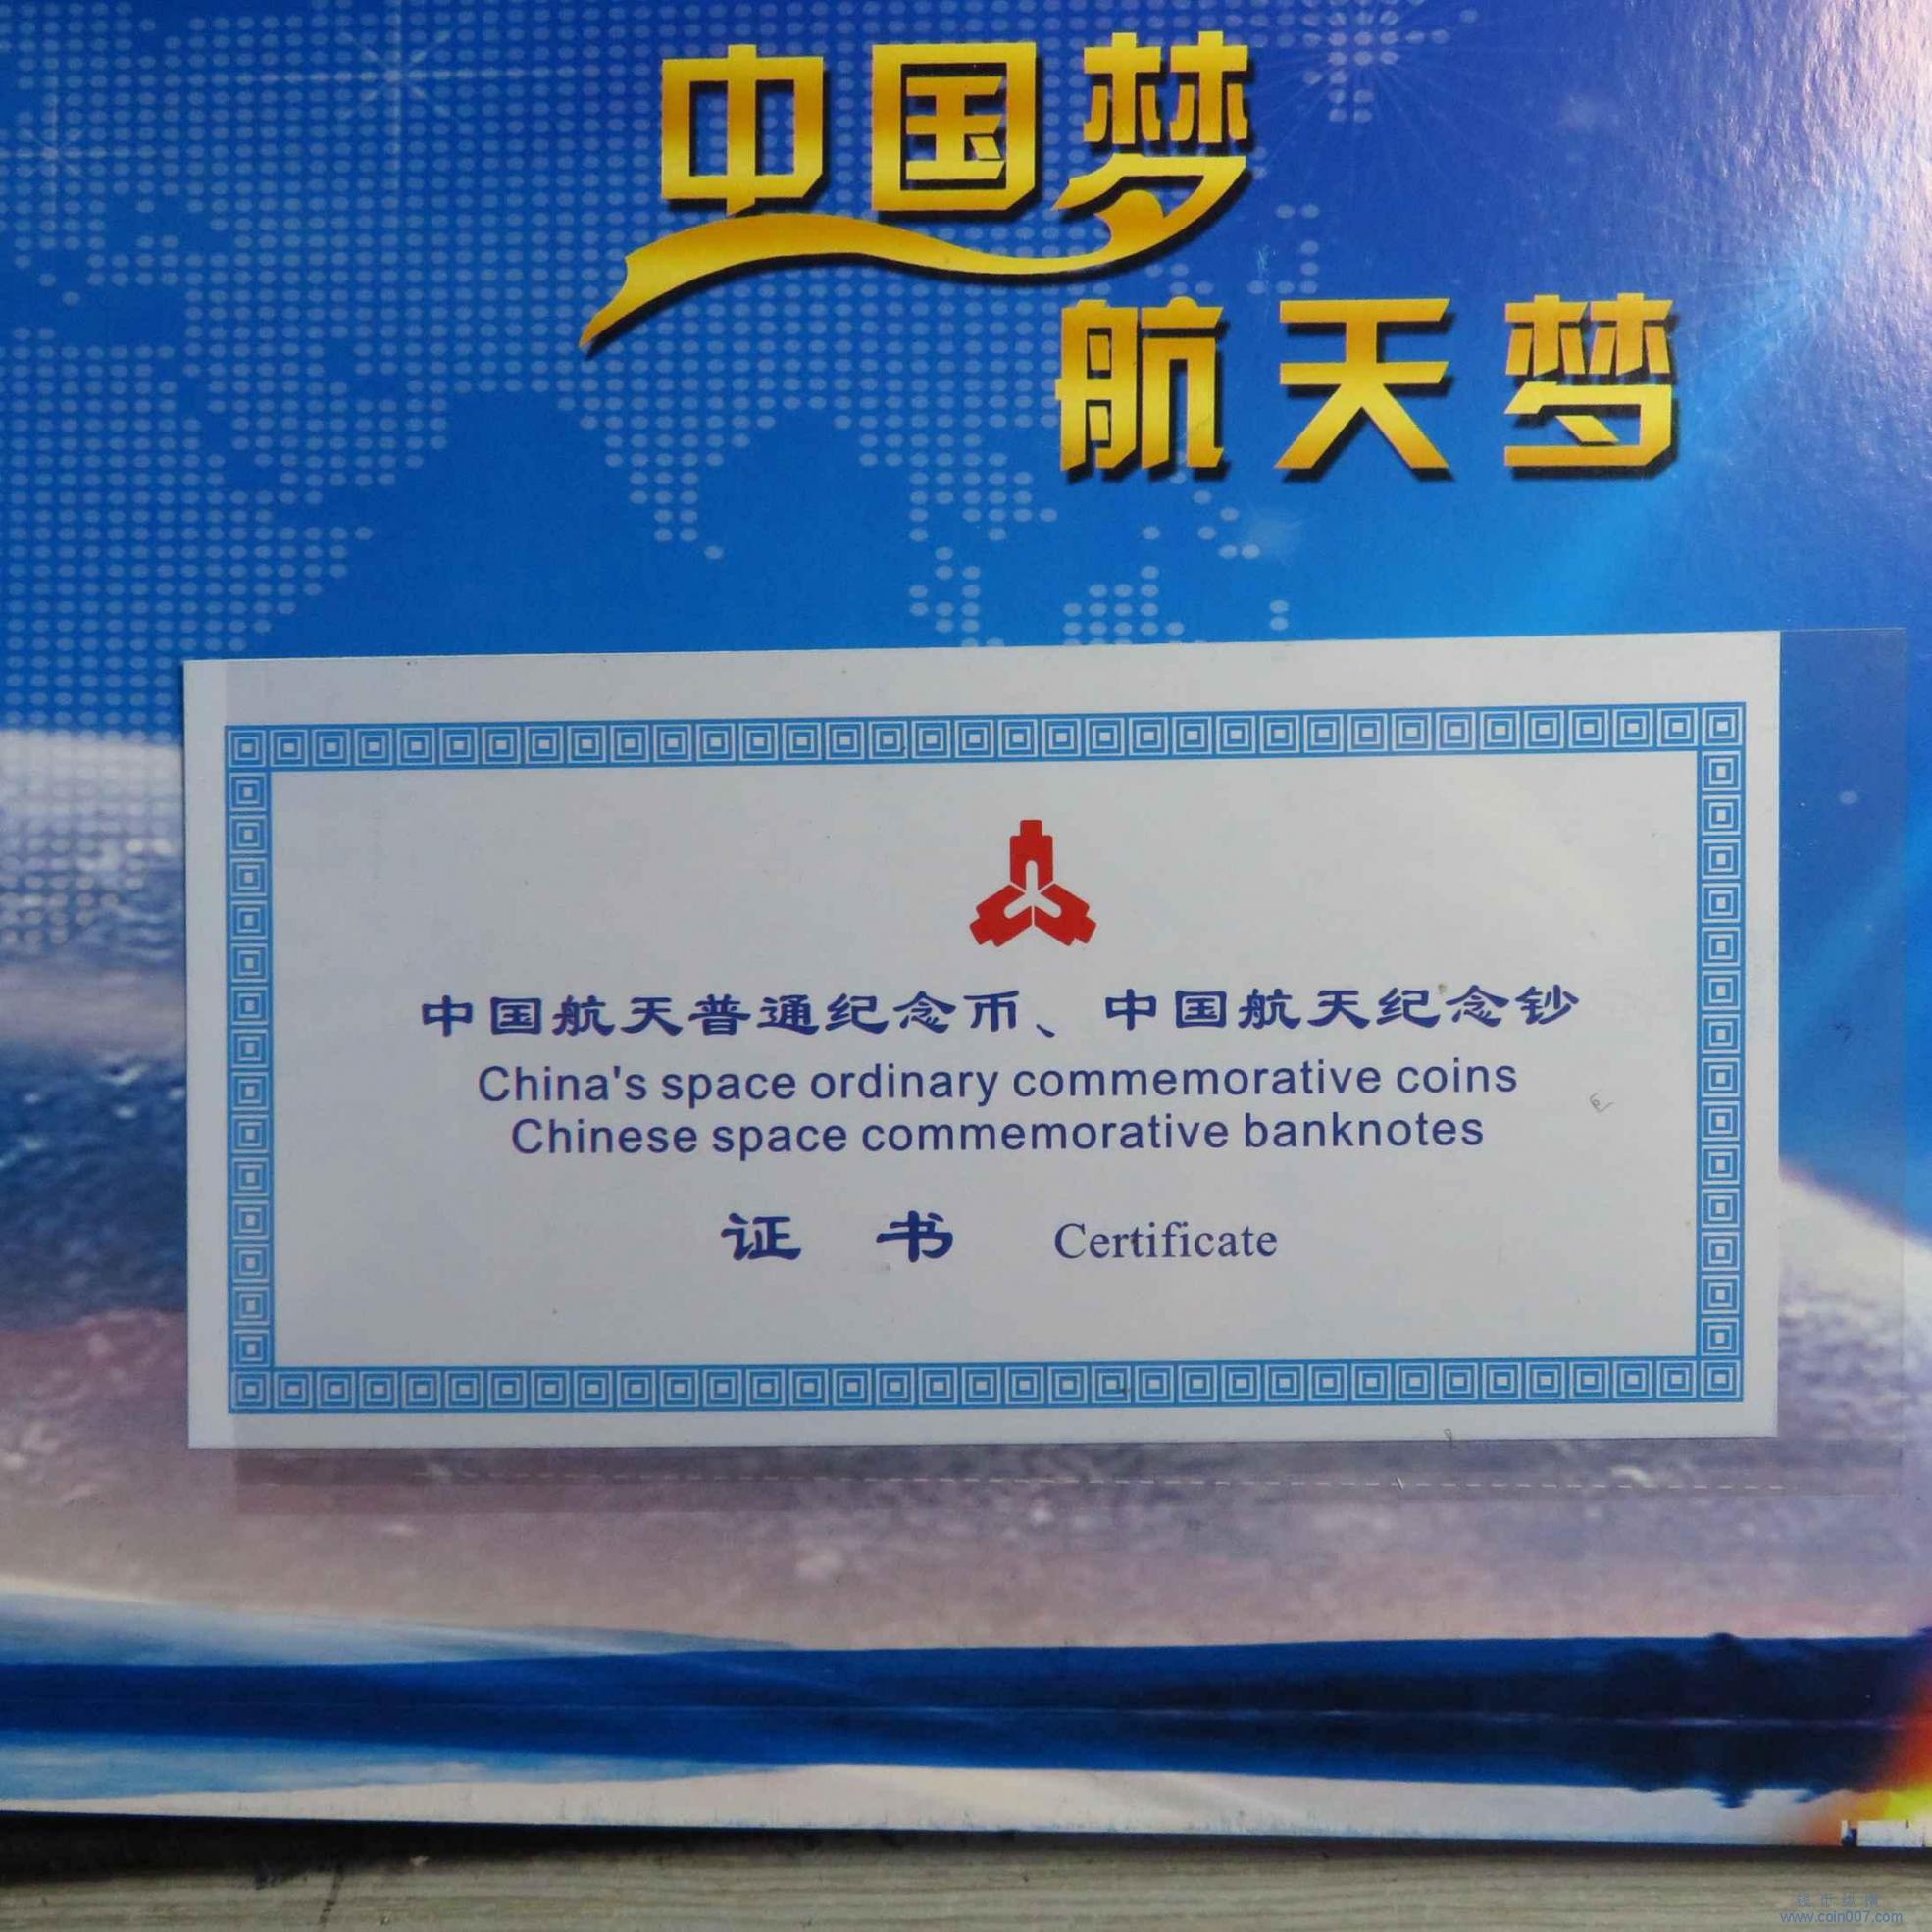 中国梦
航天梦
中国航天普通纪念币、中国航天纪念钞
China's space ordinary commemorative coins
Chinese space commemorative banknotes
证 书 Certificate
www.coin007.com